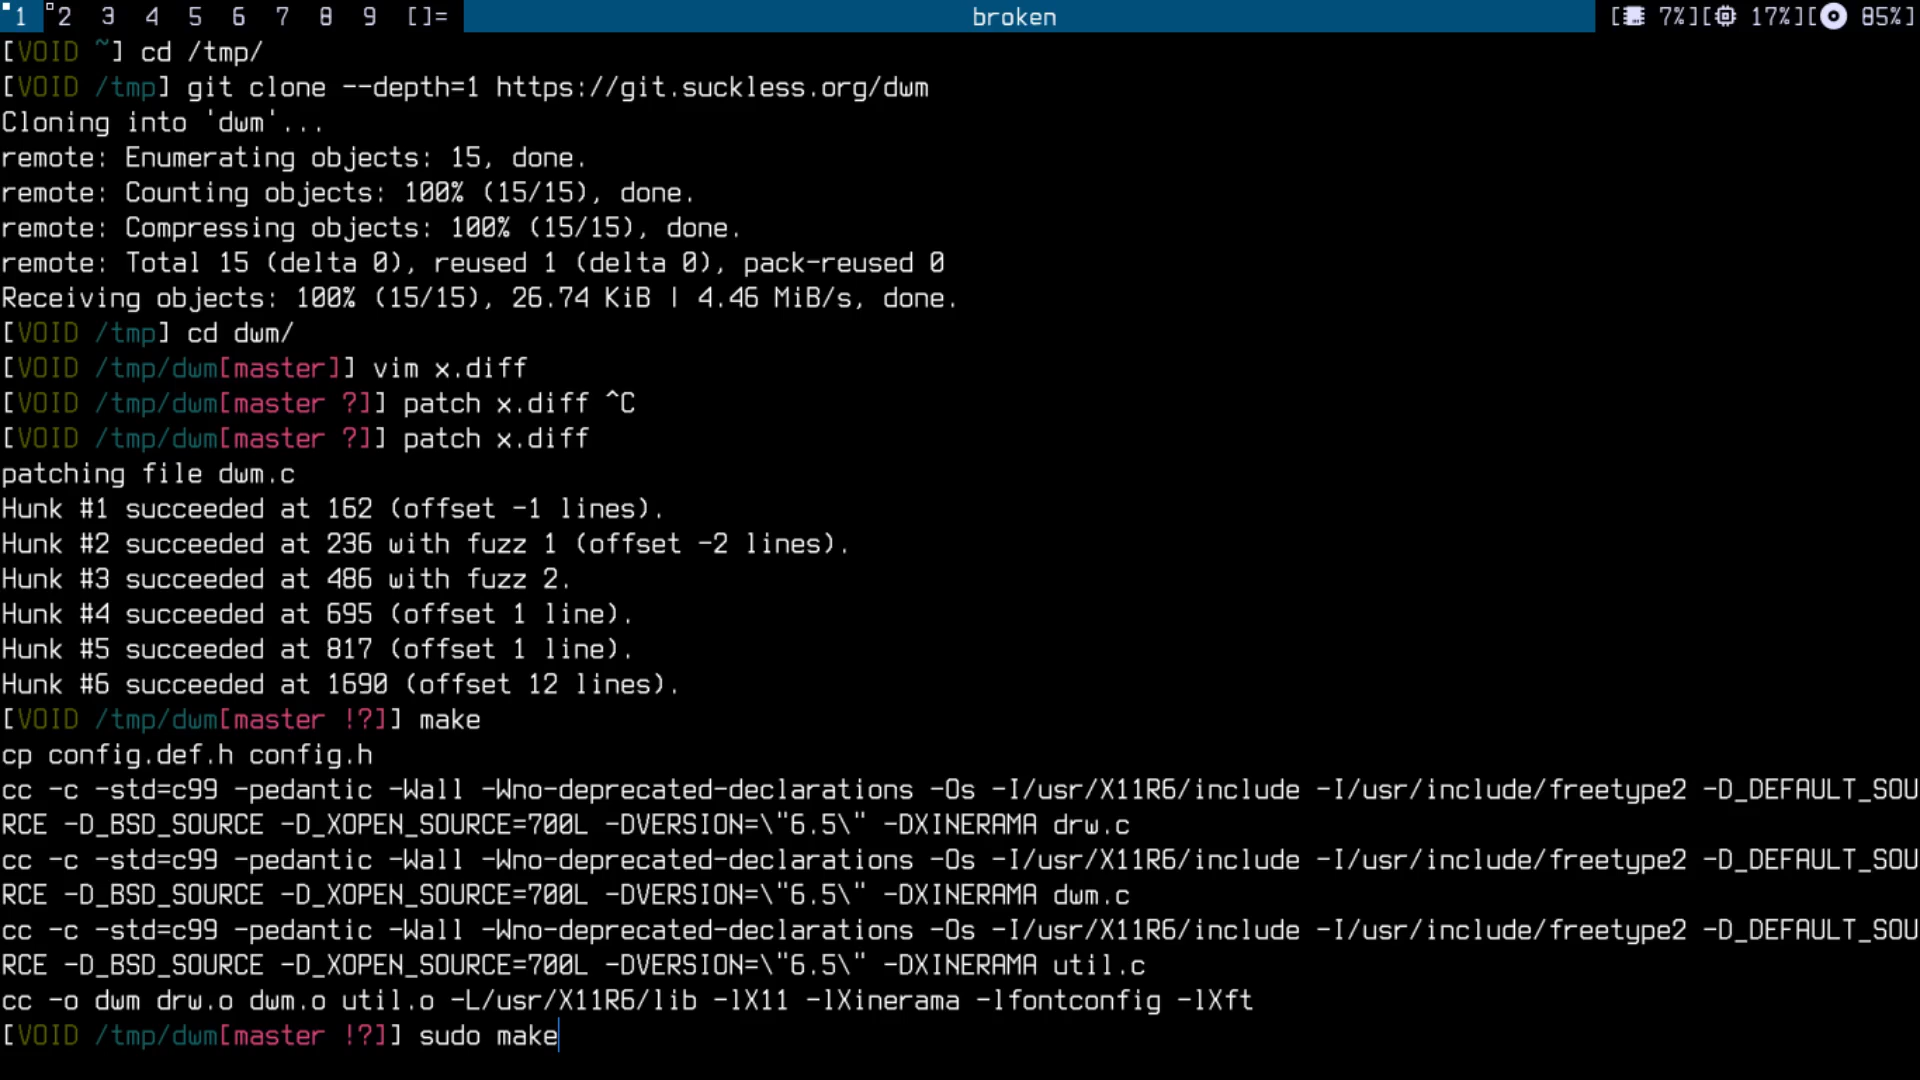 1 2 3 4 5 6 7 8 9 []= broken [ 7%][ 17%][ 85%]
[VOID ~] cd /tmp/
[VOID /tmp] git clone --depth=1 https://git.suckless.org/dwm
Cloning into 'dwm'...
remote: Enumerating objects: 15, done.
remote: Counting objects: 100% (15/15), done.
remote: Compressing objects: 100% (15/15), done.
remote: Total 15 (delta 0), reused 1 (delta 0), pack-reused 0
Receiving objects: 100% (15/15), 26.74 KiB | 4.46 MiB/s, done.
[VOID /tmp] cd dwm/
[VOID /tmp/dwm[master]] vim x.diff
[VOID /tmp/dwm[master ?]] patch x.diff ^C
[VOID /tmp/dwm[master ?]] patch x.diff
patching file dwm.c
Hunk #1 succeeded at 162 (offset -1 lines).
Hunk #2 succeeded at 236 with fuzz 1 (offset -2 lines).
Hunk #3 succeeded at 486 with fuzz 2.
Hunk #4 succeeded at 695 (offset 1 line).
Hunk #5 succeeded at 817 (offset 1 line).
Hunk #6 succeeded at 1690 (offset 12 lines).
[VOID /tmp/dwm[master !?]] make
cp config.def.h config.h
cc -c -std=c99 -pedantic -Wall -Wno-deprecated-declarations -Os -I/usr/X11R6/include -I/usr/include/freetype2 -D_DEFAULT_SOU
RCE -D_BSD_SOURCE -D_XOPEN_SOURCE=700L -DVERSION=\"6.5\" -DXINERAMA drw.c
cc -c -std=c99 -pedantic -Wall -Wno-deprecated-declarations -Os -I/usr/X11R6/include -I/usr/include/freetype2 -D_DEFAULT_SOU
RCE -D_BSD_SOURCE -D_XOPEN_SOURCE=700L -DVERSION=\"6.5\" -DXINERAMA dwm.c
cc -c -std=c99 -pedantic -Wall -Wno-deprecated-declarations -Os -I/usr/X11R6/include -I/usr/include/freetype2 -D_DEFAULT_SOU
RCE -D_BSD_SOURCE -D_XOPEN_SOURCE=700L -DVERSION=\"6.5\" -DXINERAMA util.c
cc -o dwm drw.o dwm.o util.o -L/usr/X11R6/lib -lX11 -lXinerama -lfontconfig -lXft
[VOID /tmp/dwm[master !?]] sudo make